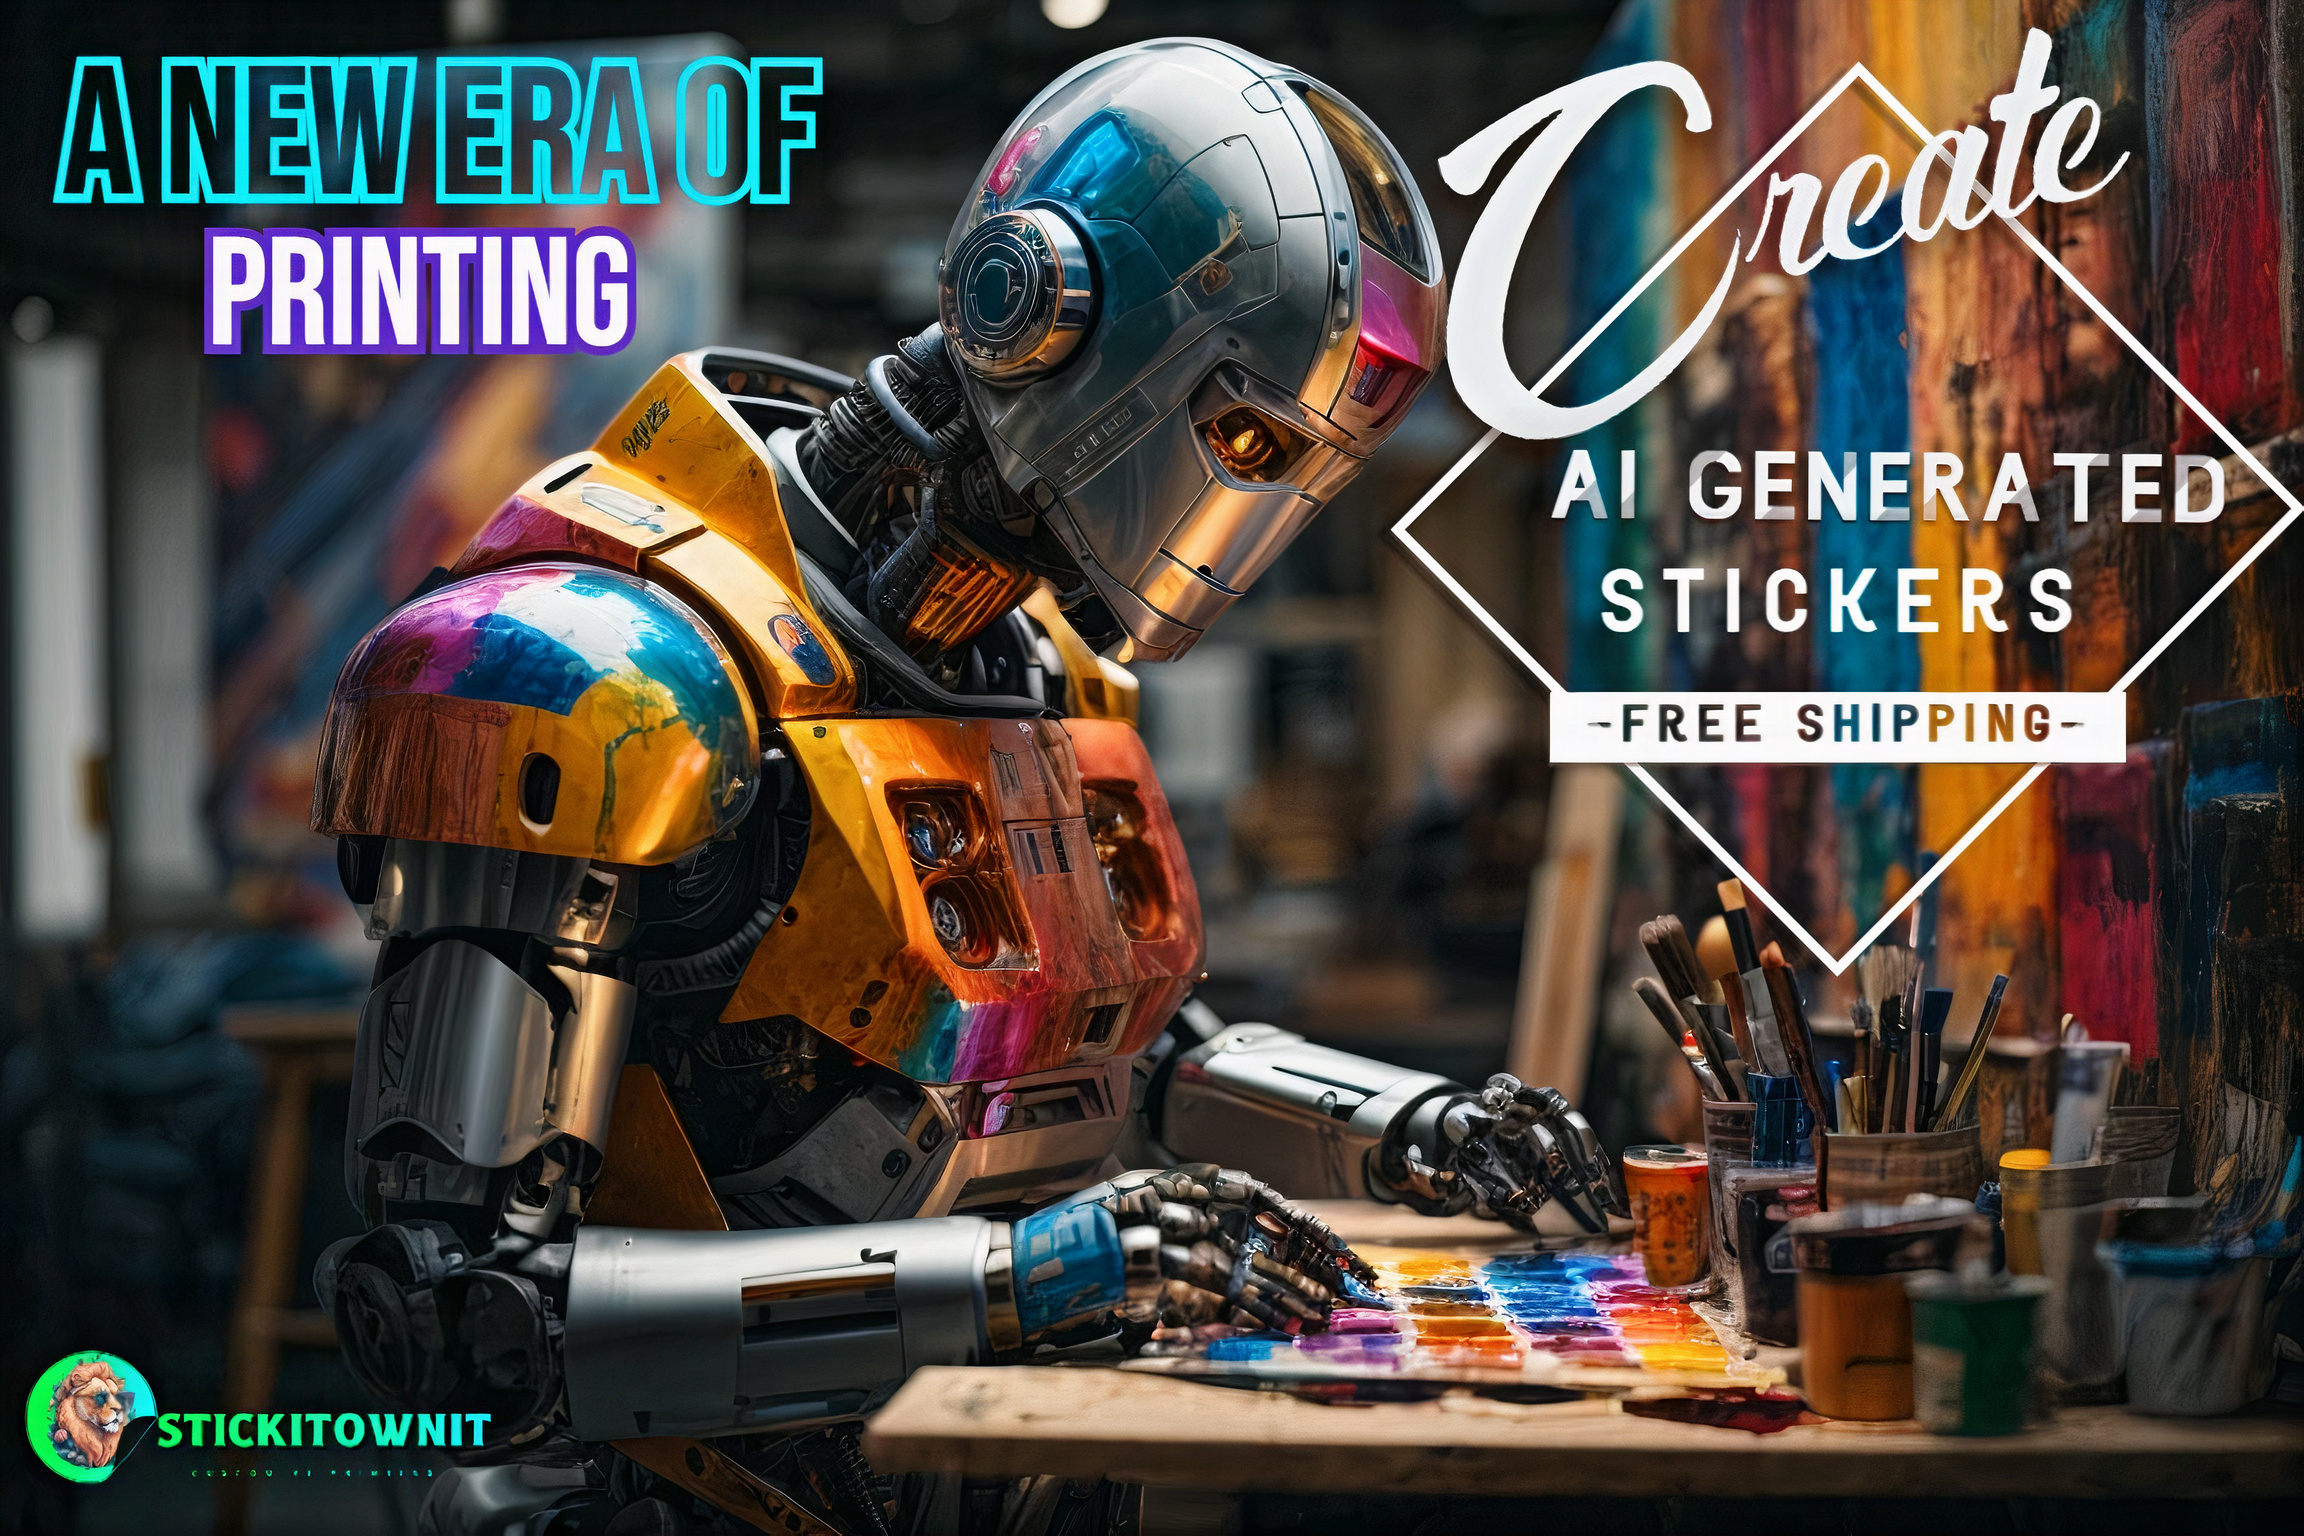 A NEW ERA OF
PRINTING
Create
AI GENERATED
STICKERS
-FREE SHIPPING-
STICKITOWNIT